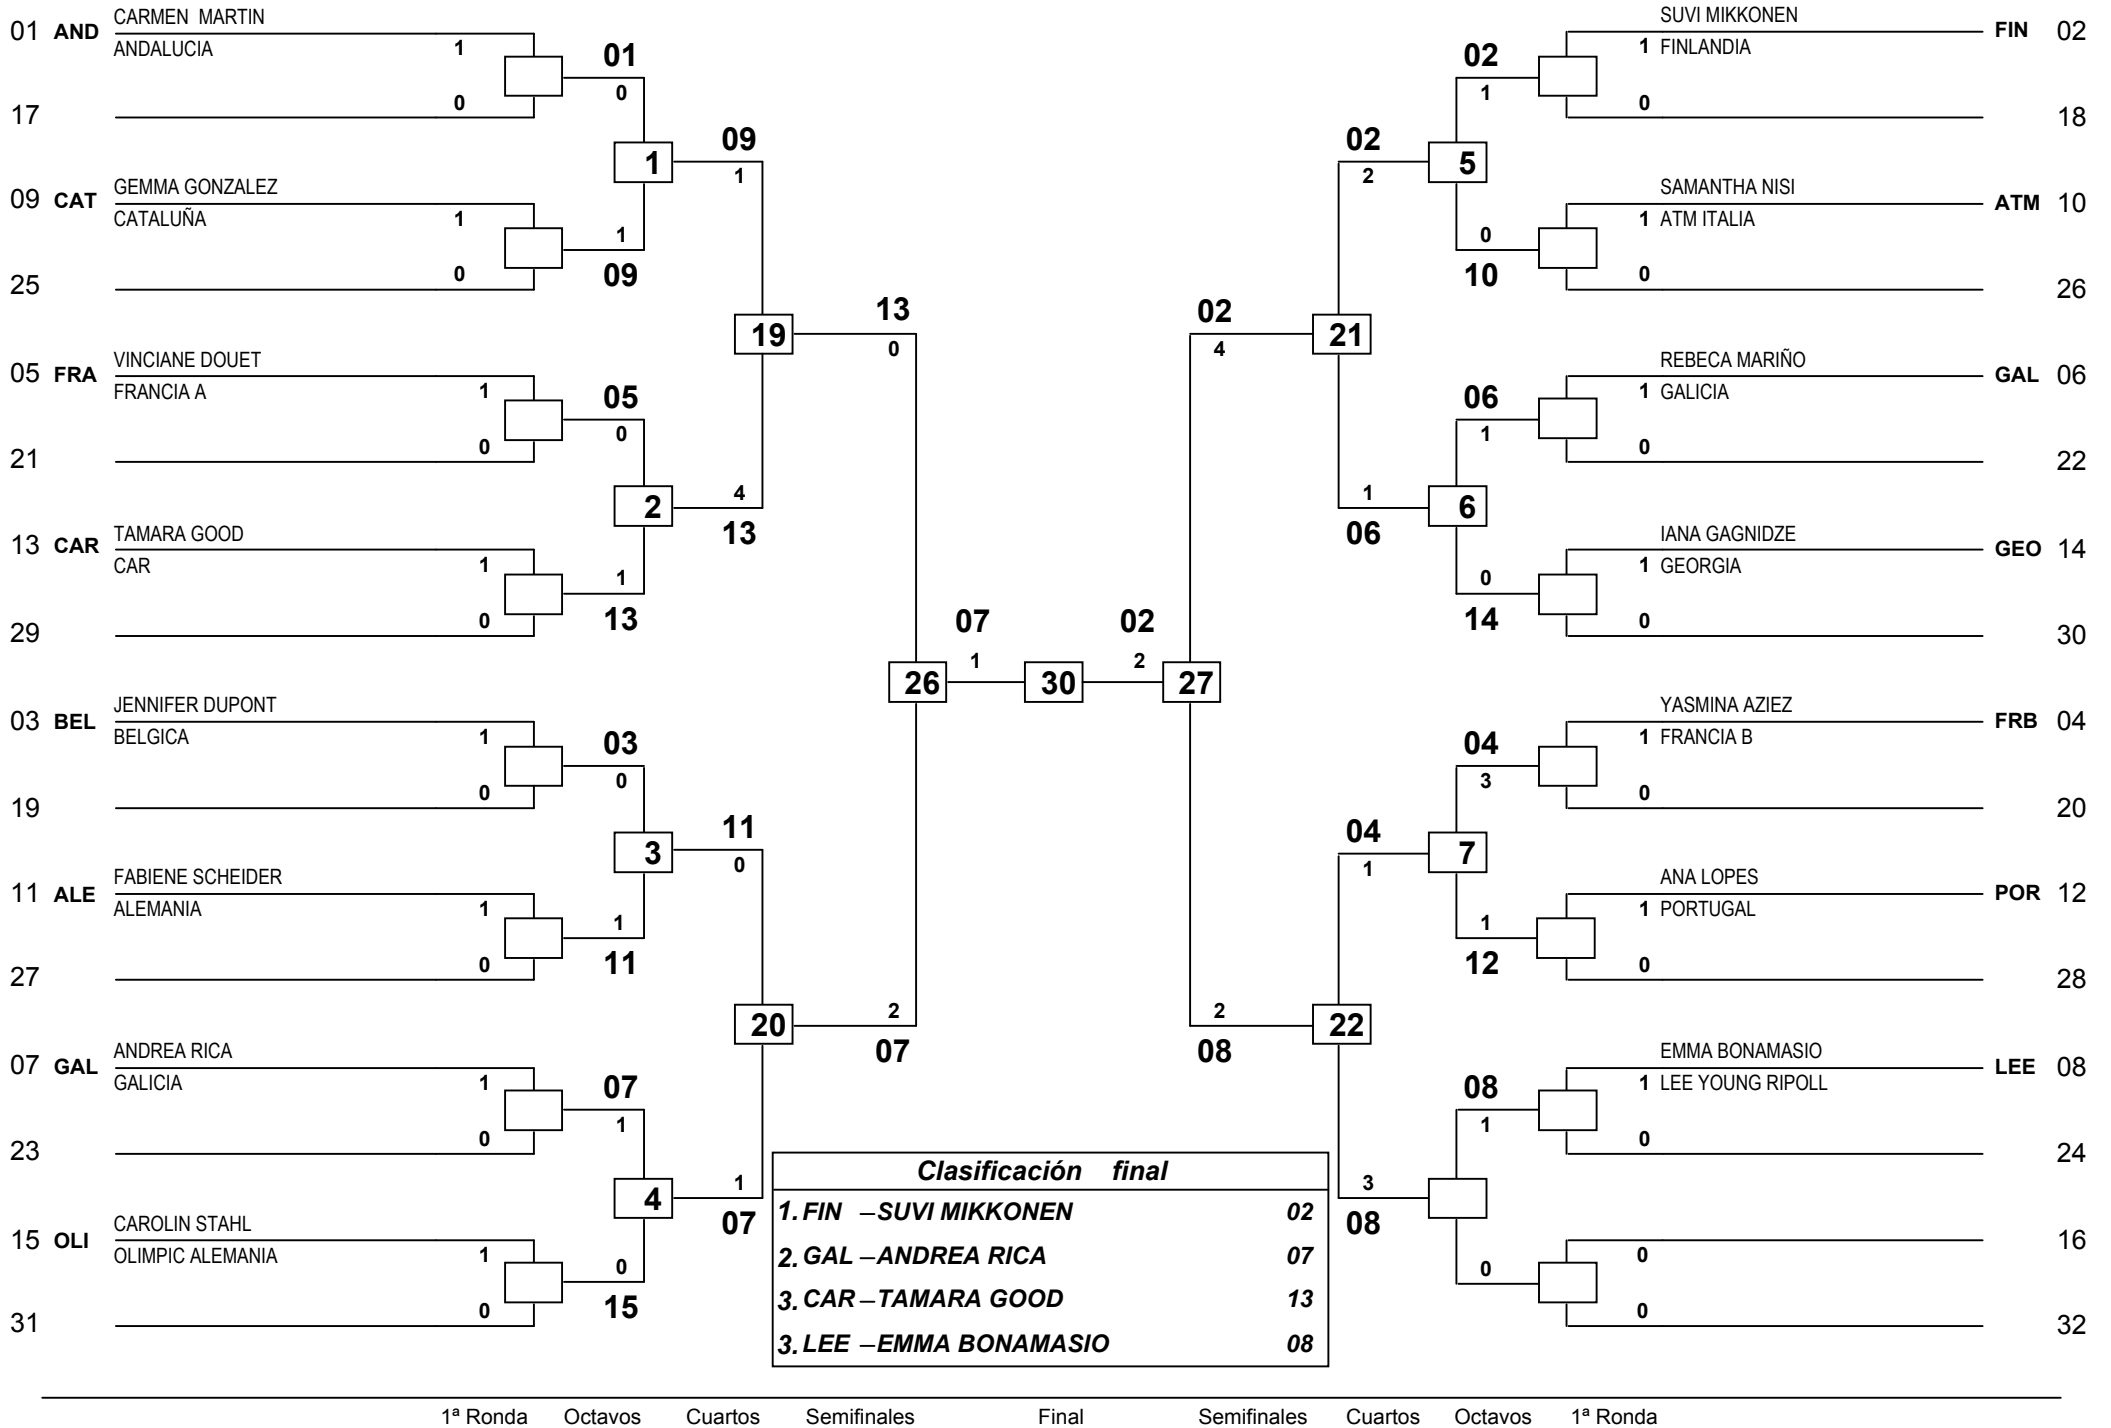 CARMEN MARTIN
01 AND
ANDALUCIA 1
01
0
0
17
09
1
1
GEMMA GONZALEZ
09 CAT
CATALUÑA 1
1
0
09
25
13
19
0
VINCIANE DOUET
05 FRA
FRANCIA A 1
05
0
0
21
2
4
13
TAMARA GOOD
13 CAR
CAR 1
1
0
13
29
07
1
26
30
JENNIFER DUPONT
03 BEL
BELGICA 1
03
0
0
19
11
3
0
FABIENE SCHEIDER
11 ALE
ALEMANIA 1
1
0
11
27
2
20
07
ANDREA RICA
07 GAL
GALICIA 1
07
1
0
23
4
1
07
CAROLIN STAHL
15 OLI
OLIMPIC ALEMANIA 1
0
0
15
31
SUVI MIKKONEN
FIN 02
1 FINLANDIA
02
1
0
18
02
5
2
SAMANTHA NISI
ATM 10
1 ATM ITALIA
0
0
10
26
02
21
4
REBECA MARIÑO
GAL 06
1 GALICIA
06
1
0
22
1
6
06
IANA GAGNIDZE
GEO 14
1 GEORGIA
0
0
14
30
02
2
27
YASMINA AZIEZ
FRB 04
1 FRANCIA B
04
3
0
20
04
7
1
ANA LOPES
POR 12
1 PORTUGAL
1
0
12
28
2
22
08
EMMA BONAMASIO
LEE 08
1 LEE YOUNG RIPOLL
08
1
0
24
3
08
16
0
0
0
32
Clasificación final
1. FIN –SUVI MIKKONEN 02
2. GAL –ANDREA RICA 07
3. CAR –TAMARA GOOD 13
3. LEE –EMMA BONAMASIO 08
1ª Ronda Octavos Cuartos Semifinales Final Semifinales Cuartos Octavos 1ª Ronda